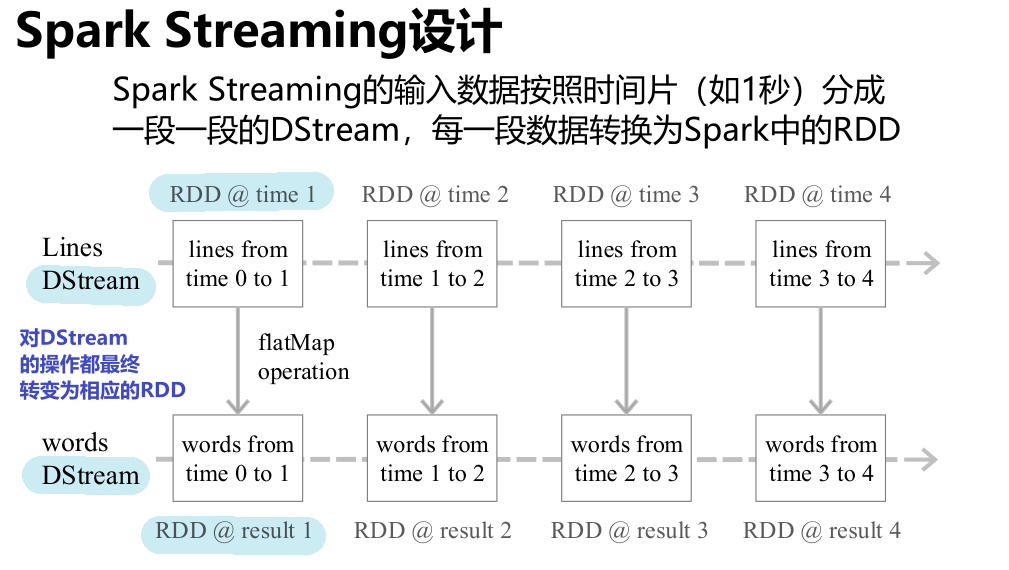 Spark Streaming设计
Spark Streaming的输入数据按照时间片（如1秒）分成
一段一段的DStream，每一段数据转换为Spark中的RDD
RDD @ time 1
RDD @ time 2
RDD @ time 3
RDD @ time 4
Lines
DStream
lines from
time 0 to 1
lines from
time 1 to 2
lines from
time 2 to 3
lines from
time 3 to 4
对DStream
的操作都最终
转变为相应的RDD
flatMap
operation
words
DStream
words from
time 0 to 1
words from
time 1 to 2
words from
time 2 to 3
words from
time 3 to 4
RDD @ result 1
RDD @ result 2
RDD @ result 3
RDD @ result 4